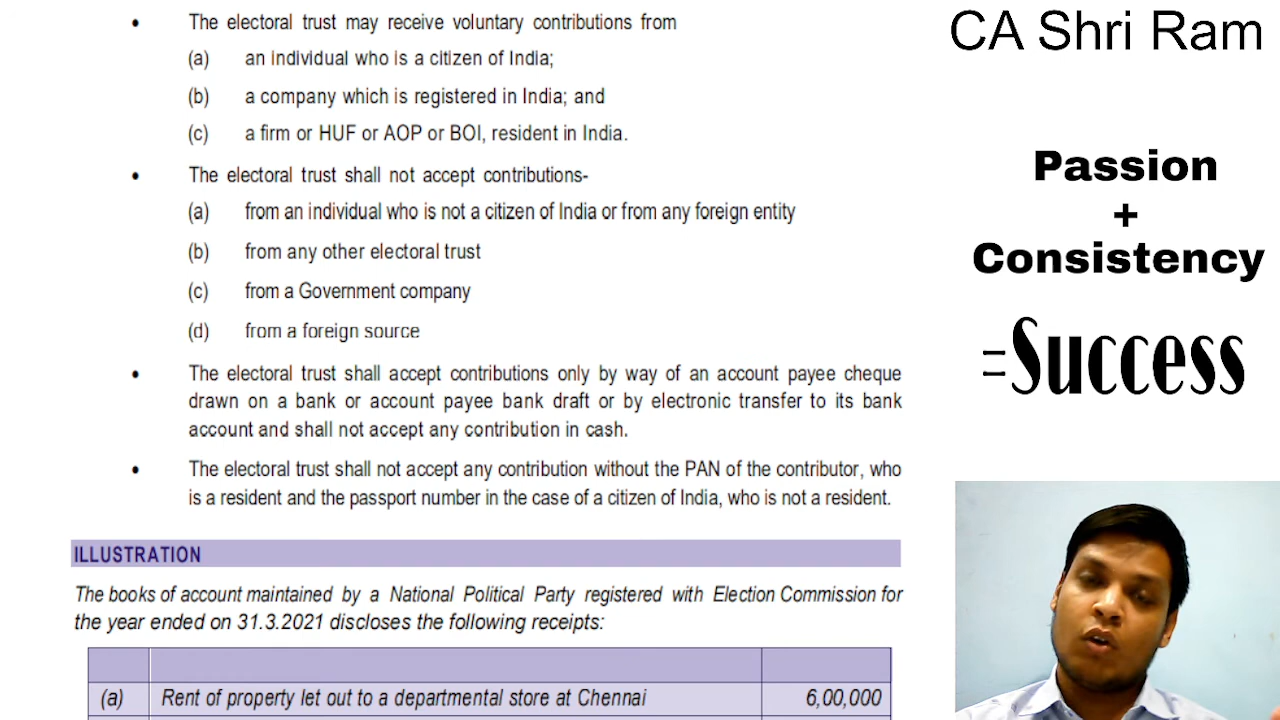 • The electoral trust may receive voluntary contributions from
(a) an individual who is a citizen of India;
(b) a company which is registered in India; and
(c) a firm or HUF or AOP or BOI, resident in India.
• The electoral trust shall not accept contributions-
(a) from an individual who is not a citizen of India or from any foreign entity
(b) from any other electoral trust
(c) from a Government company
(d) from a foreign source
• The electoral trust shall accept contributions only by way of an account payee cheque
drawn on a bank or account payee bank draft or by electronic transfer to its bank
account and shall not accept any contribution in cash.
• The electoral trust shall not accept any contribution without the PAN of the contributor, who
is a resident and the passport number in the case of a citizen of India, who is not a resident.
ILLUSTRATION
The books of account maintained by a National Political Party registered with Election Commission for
the year ended on 31.3.2021 discloses the following receipts:
(a) Rent of property let out to a departmental store at Chennai 6,00,000
CA Shri Ram
Passion
+
Consistency
=Success